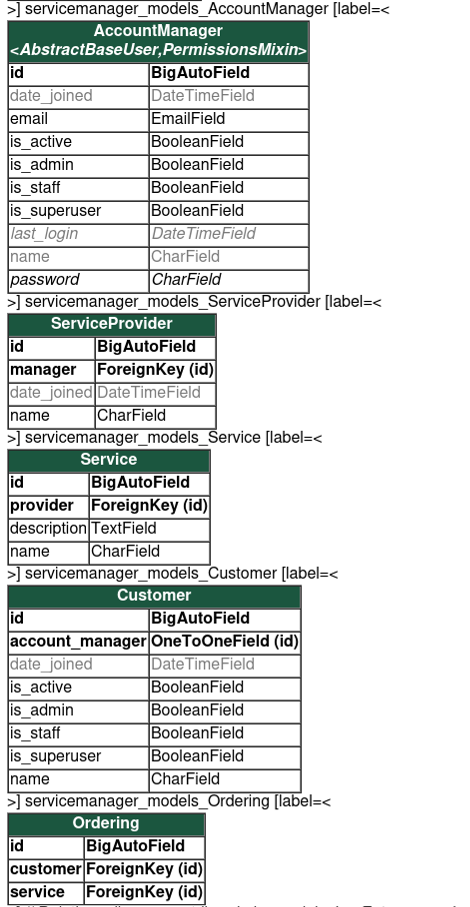 >] servicemanager_models_AccountManager [label=<
AccountManager
<AbstractBaseUser,PermissionsMixin>
id BigAutoField
date_joined DateTimeField
email EmailField
is_active BooleanField
is_admin BooleanField
is_staff BooleanField
is_superuser BooleanField
last_login DateTimeField
name CharField
password CharField
>] servicemanager_models_ServiceProvider [label=<
ServiceProvider
id BigAutoField
manager ForeignKey (id)
date_joined DateTimeField
name CharField
>] servicemanager_models_Service [label=<
Service
id BigAutoField
provider ForeignKey (id)
description TextField
name CharField
>] servicemanager_models_Customer [label=<
Customer
id BigAutoField
account_manager OneToOneField (id)
date_joined DateTimeField
is_active BooleanField
is_admin BooleanField
is_staff BooleanField
is_superuser BooleanField
name CharField
>] servicemanager_models_Ordering [label=<
Ordering
id BigAutoField
customer ForeignKey (id)
service ForeignKey (id)